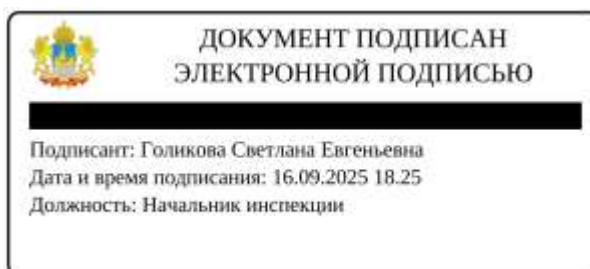 ДОКУМЕНТ ПОДПИСАН
ЭЛЕКТРОННОЙ ПОДПИСЬЮ
Подписант: Голикова Светлана Евгеньевна
Дата и время подписания: 16.09.2025 18.25
Должность: Начальник инспекции